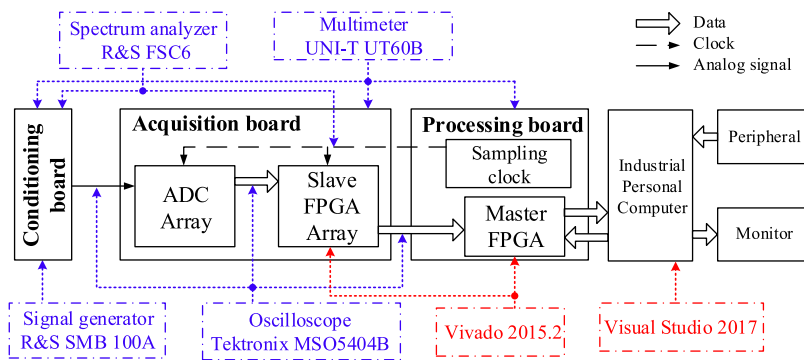 Spectrum analyzer
R&S FSC6
Multimeter
UNI-T UT60B
Data
Clock
Analog signal
Conditioning
board
Acquisition board
ADC
Array
Slave
FPGA
Array
Processing board
Sampling
clock
Master
FPGA
Industrial
Personal
Computer
Peripheral
Monitor
Signal generator
R&S SMB 100A
Oscilloscope
Tektronix MSO5404B
Vivado 2015.2
Visual Studio 2017